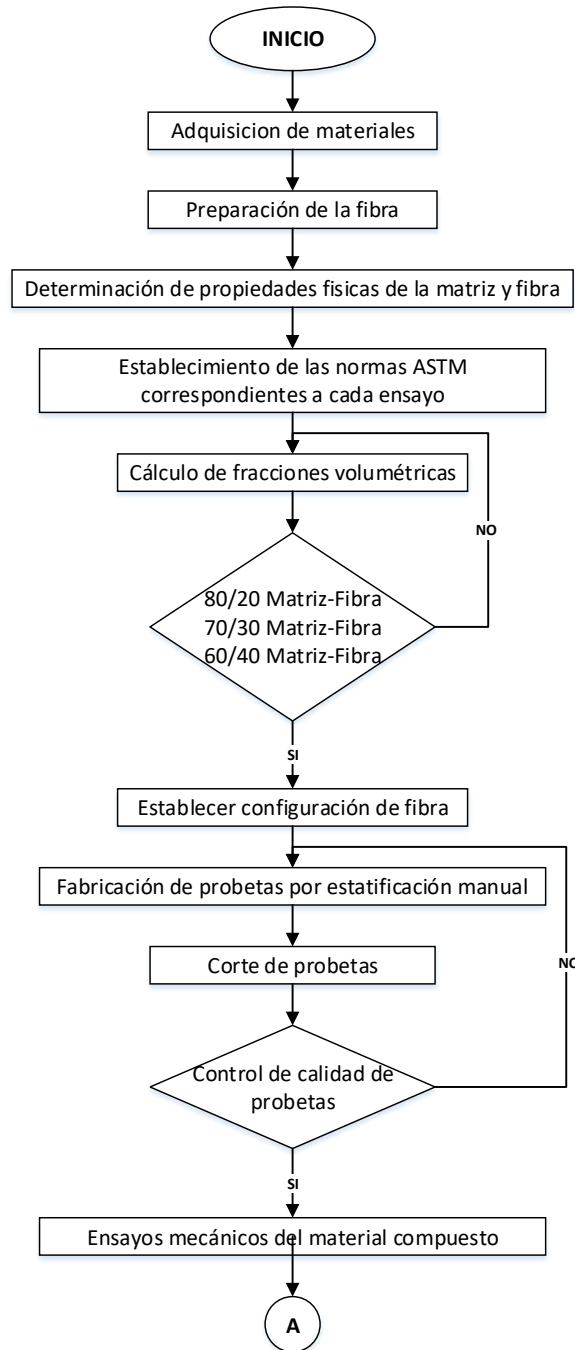 INICIO
Adquisicion de materiales
Preparación de la fibra
Determinación de propiedades fisicas de la matriz y fibra
Establecimiento de las normas ASTM
correspondientes a cada ensayo
Cálculo de fracciones volumétricas
NO
80/20 Matriz-Fibra
70/30 Matriz-Fibra
60/40 Matriz-Fibra
SI
Establecer configuración de fibra
Fabricación de probetas por estatificación manual
Corte de probetas
NO
Control de calidad de
probetas
SI
Ensayos mecánicos del material compuesto
A